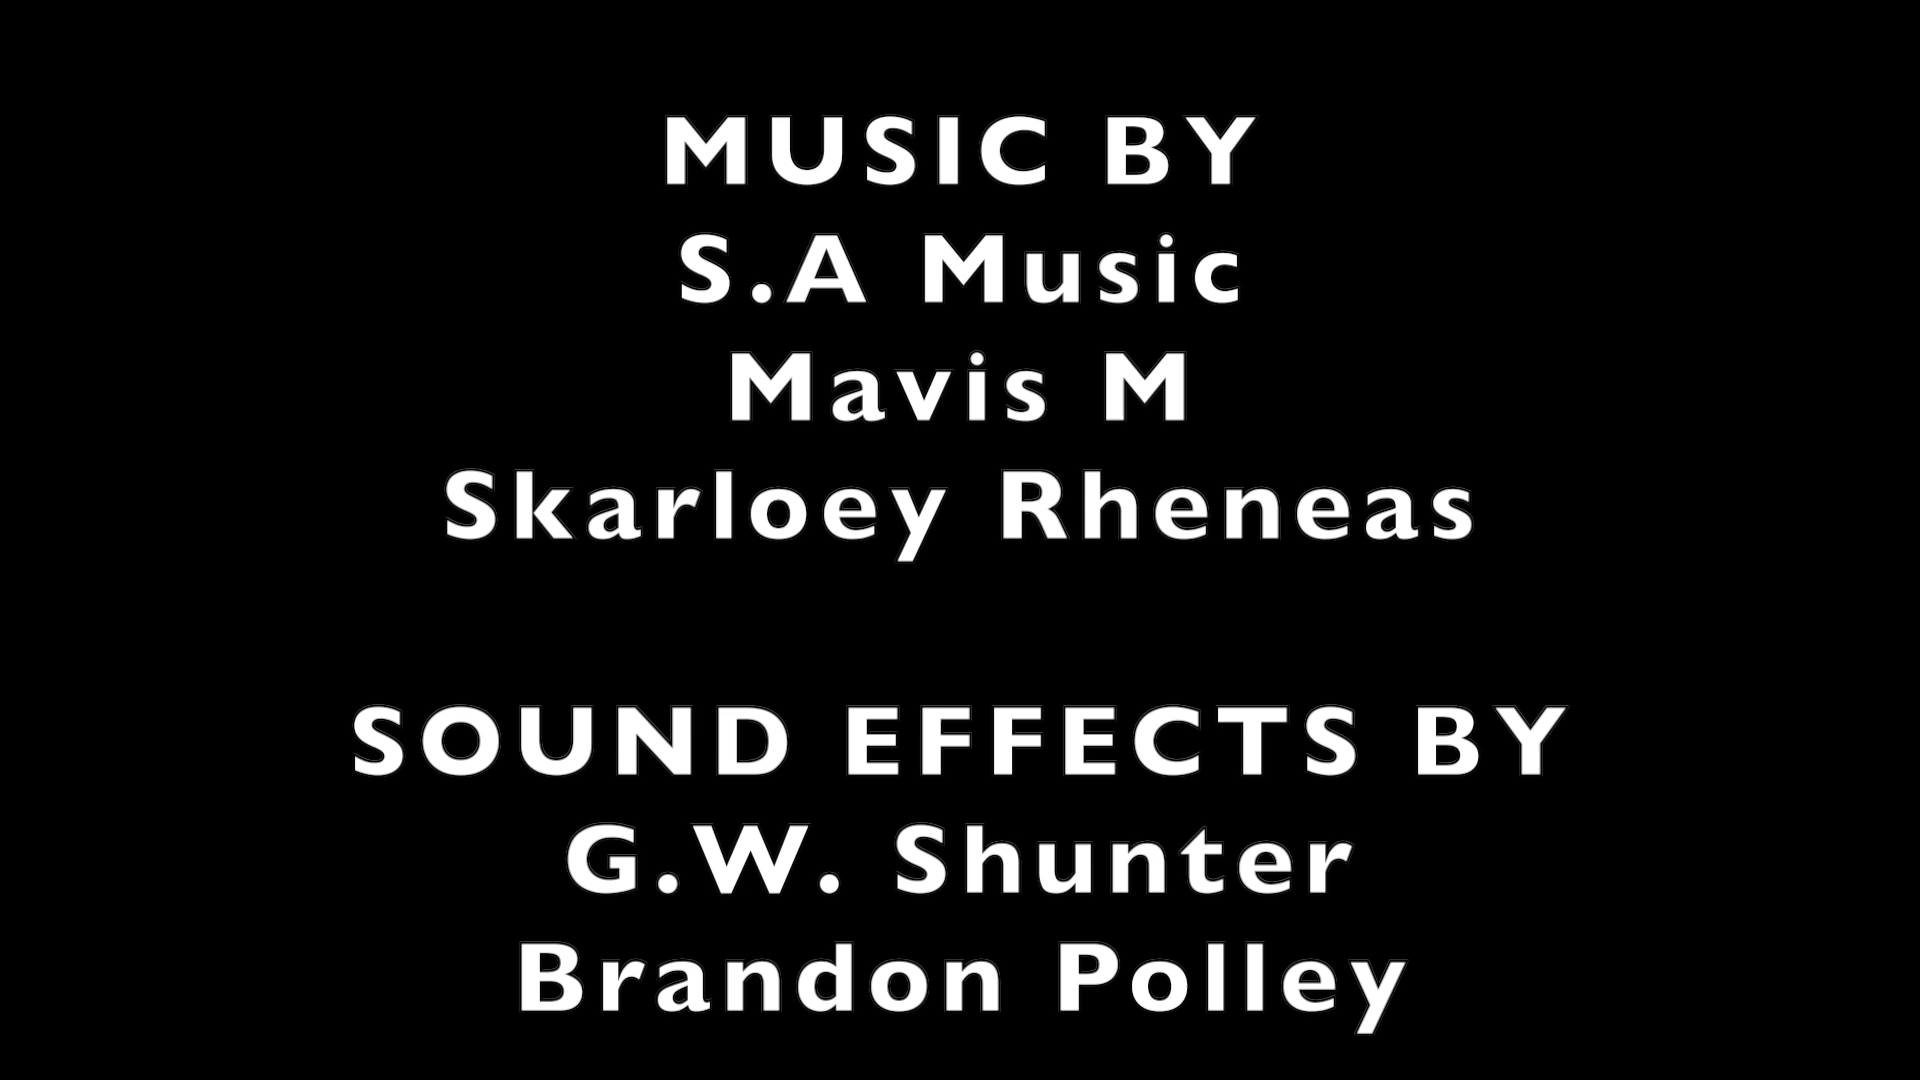 MUSIC BY
S.A Music
Mavis M
Skarloey Rheneas
SOUND EFFECTS BY
G.W. Shunter
Brandon Polley